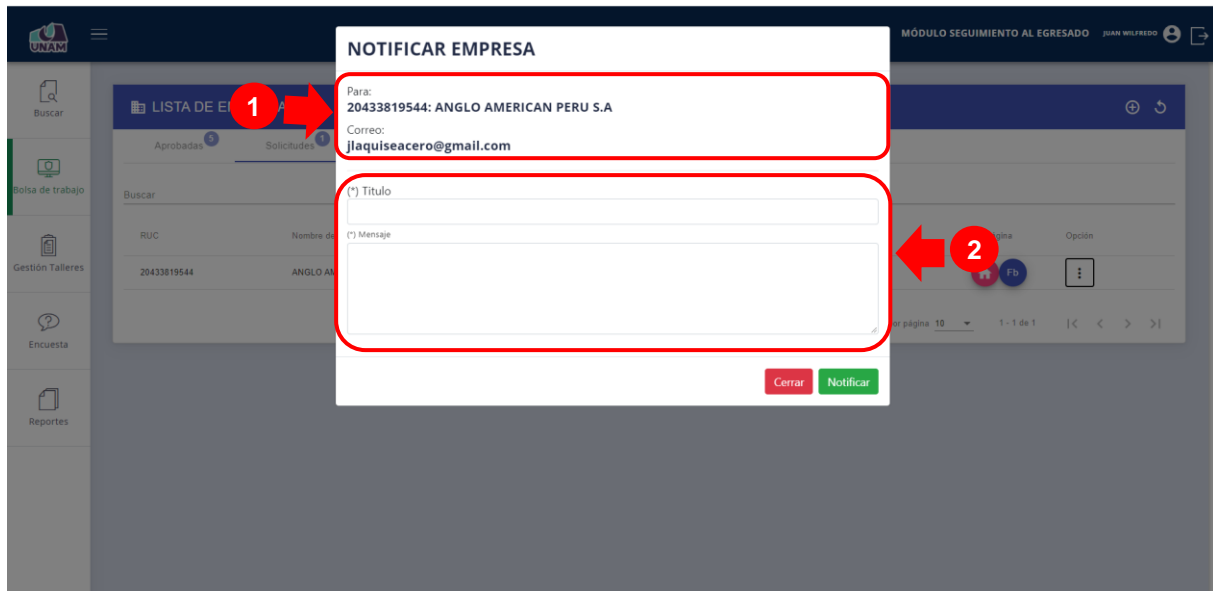 UNAM
MÓDULO SEGUIMIENTO AL EGRESADO JUAN WILFREDO
Buscar
Bolsa de trabajo
Gestión Talleres
Encuesta
Reportes
LISTA DE
Aprobadas 5 Solicitudes 1
Buscar
RUC Nombre de Opción
20433819544 ANGLO Fb
por página 10 1 - 1 de 1
NOTIFICAR EMPRESA
1
Para:
20433819544: ANGLO AMERICAN PERU S.A
Correo:
jlaquiseacero@gmail.com
2
(*) Titulo
(*) Mensaje
Cerrar Notificar